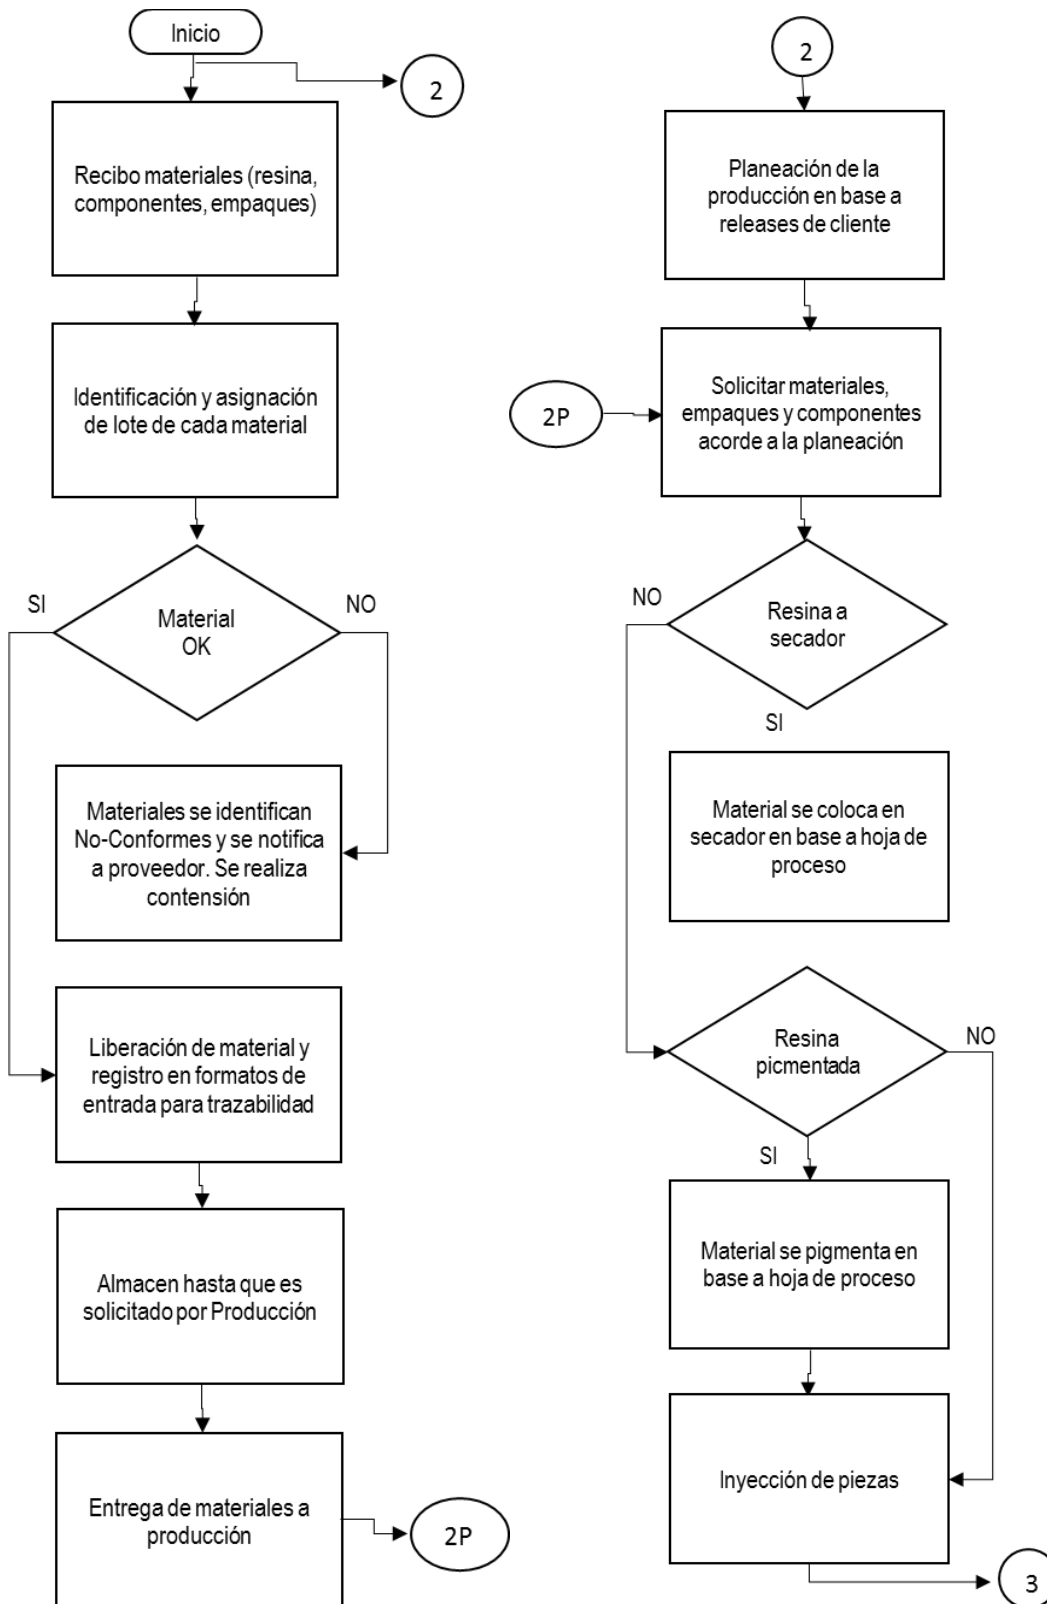 Inicio
2
Recibo materiales (resina,
componentes, empaques)
Identificación y asignación
de lote de cada material
SI
NO
Material
OK
Materiales se identifican
No-Conformes y se notifica
a proveedor. Se realiza
contensión
Liberación de material y
registro en formatos de
entrada para trazabilidad
Almacen hasta que es
solicitado por Producción
Entrega de materiales a
producción
2P
2
Planeación de la
producción en base a
releases de cliente
2P
Solicitar materiales,
empaques y componentes
acorde a la planeación
NO
Resina a
secador
SI
Material se coloca en
secador en base a hoja de
proceso
Resina
picmentada
NO
SI
Material se pigmenta en
base a hoja de proceso
Inyección de piezas
3